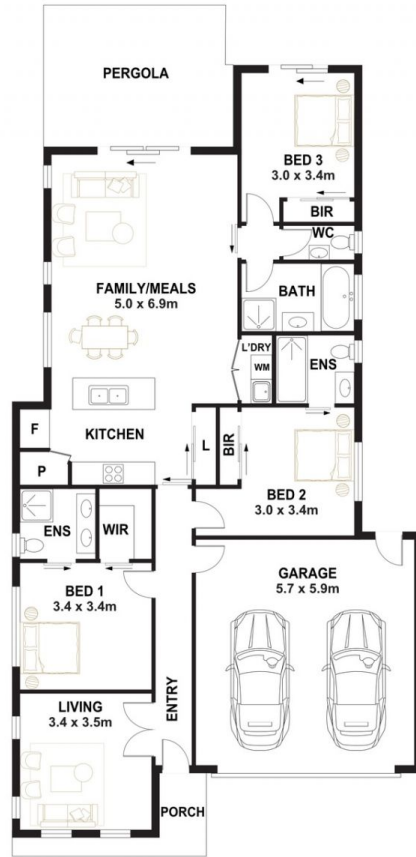 PERGOLA
BED 3
3.0 x 3.4m
BIR
WC
FAMILY/MEALS
5.0 x 6.9m
BATH
L'DRY
WM
ENS
F
KITCHEN
L
BIR
P
BED 2
3.0 x 3.4m
ENS
WIR
GARAGE
5.7 x 5.9m
BED 1
3.4 x 3.4m
ENTRY
LIVING
3.4 x 3.5m
PORCH